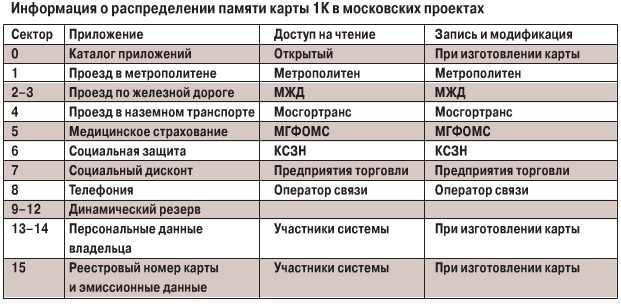 Информация о распределении памяти карты 1К в московских проектах
Сектор Приложение Доступ на чтение Запись и модификация
0 Каталог приложений Открытый При изготовлении карты
1 Проезд в метрополитене Метрополитен Метрополитен
2–3 Проезд по железной дороге МЖД МЖД
4 Проезд в наземном транспорте Мосгортранс Мосгортранс
5 Медицинское страхование МГФОМС МГФОМС
6 Социальная защита КСЗН КСЗН
7 Социальный дисконт Предприятия торговли Предприятия торговли
8 Телефония Оператор связи Оператор связи
9–12 Динамический резерв
13–14 Персональные данные Участники системы При изготовлении карты
владельца
15 Реестровый номер карты Участники системы При изготовлении карты
и эмиссионные данные